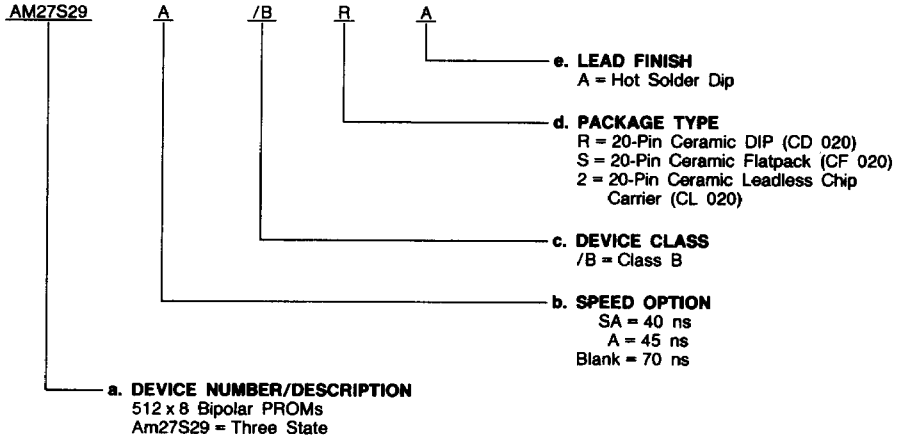 AM27S29 A /B R A
e. LEAD FINISH
A = Hot Solder Dip
d. PACKAGE TYPE
R = 20-Pin Ceramic DIP (CD 020)
S = 20-Pin Ceramic Flatpack (CF 020)
2 = 20-Pin Ceramic Leadless Chip
Carrier (CL 020)
c. DEVICE CLASS
/B = Class B
b. SPEED OPTION
SA = 40 ns
A = 45 ns
Blank = 70 ns
a. DEVICE NUMBER/DESCRIPTION
512 x 8 Bipolar PROMs
Am27S29 = Three State